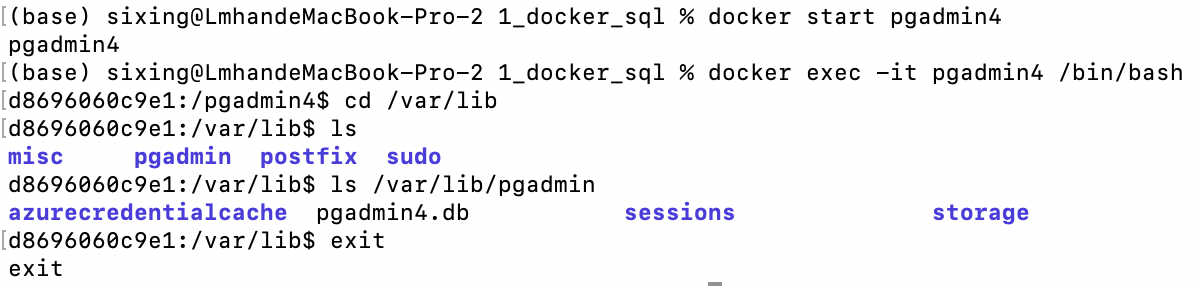 [(base) sixing@LmhandeMacBook-Pro-2 1_docker_sql % docker start pgadmin4
pgadmin4
[(base) sixing@LmhandeMacBook-Pro-2 1_docker_sql % docker exec -it pgadmin4 /bin/bash
[d8696060c9e1:/pgadmin4$ cd /var/lib
[d8696060c9e1:/var/lib$ ls
misc     pgadmin  postfix  sudo
d8696060c9e1:/var/lib$ ls /var/lib/pgadmin
azurecredentialcache  pgadmin4.db           sessions              storage
[d8696060c9e1:/var/lib$ exit
exit